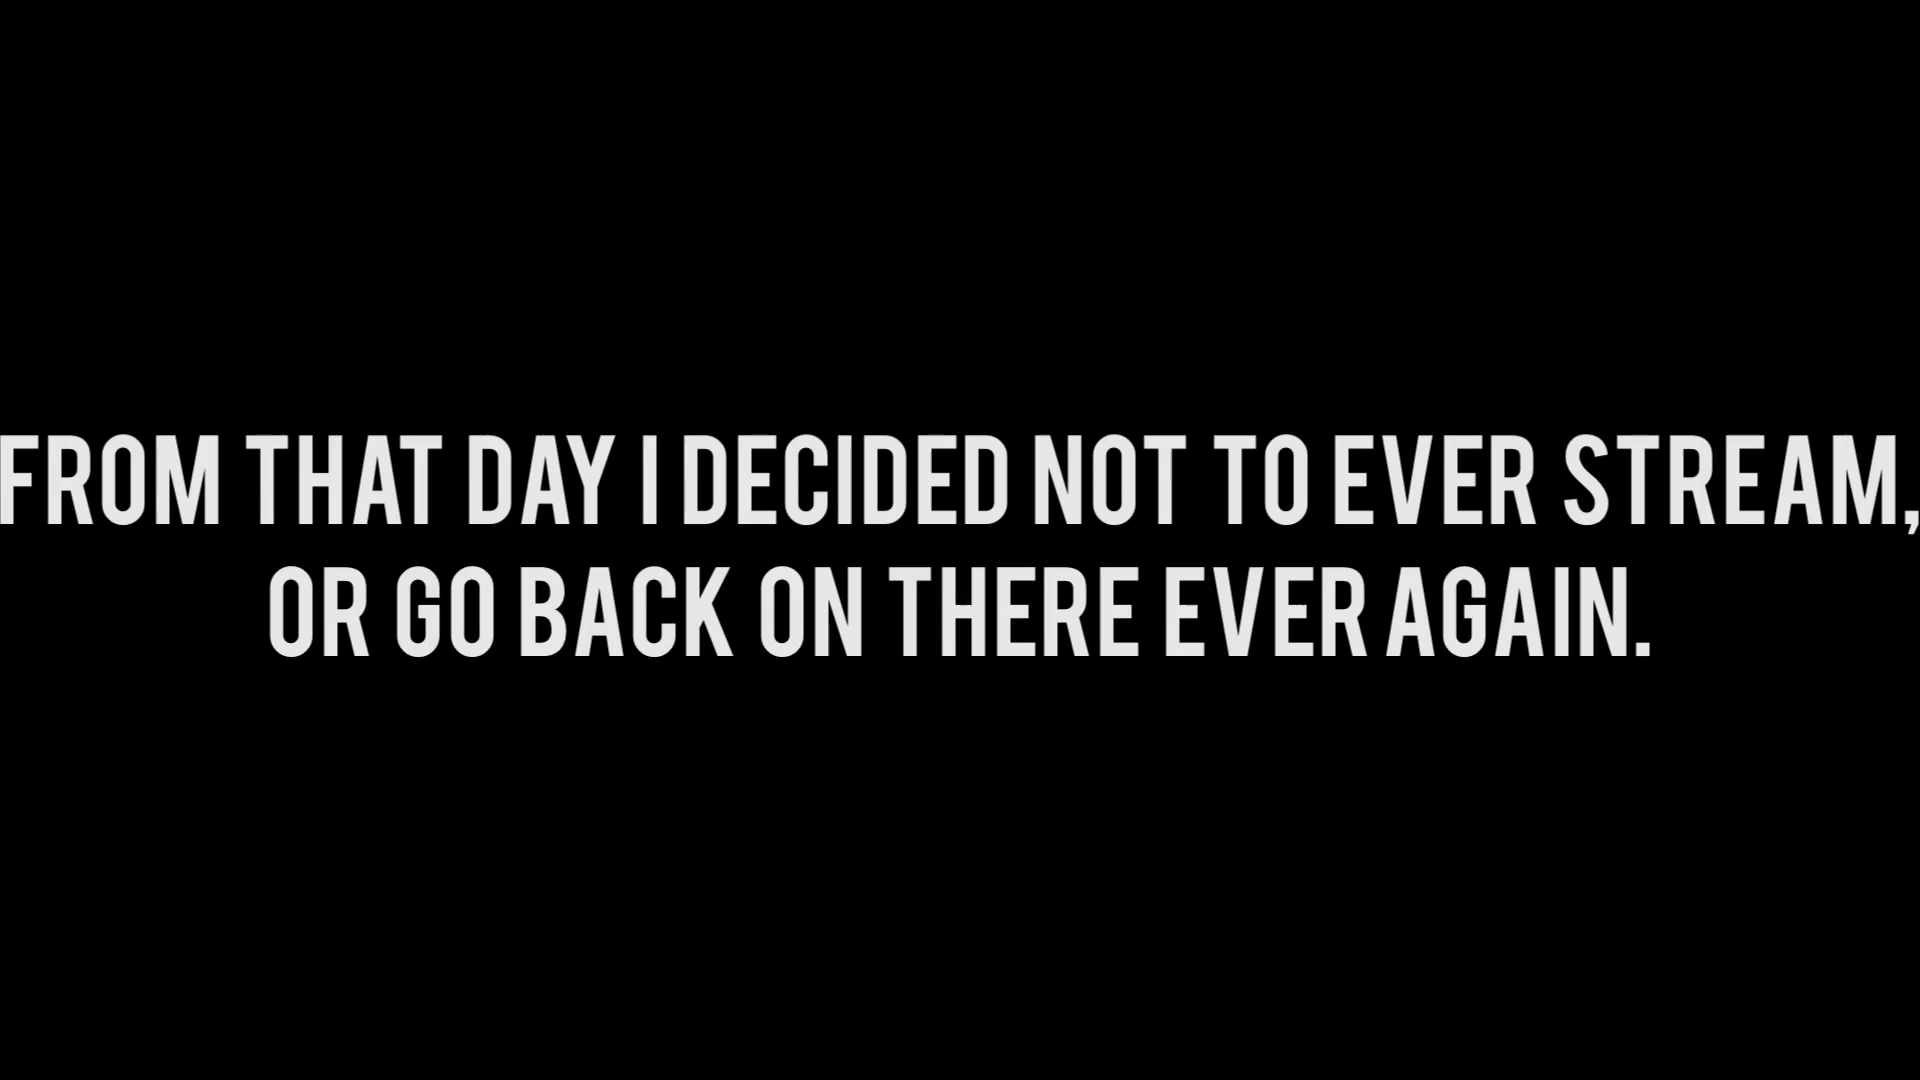 FROM THAT DAY I DECIDED NOT TO EVER STREAM,
OR GO BACK ON THERE EVER AGAIN.